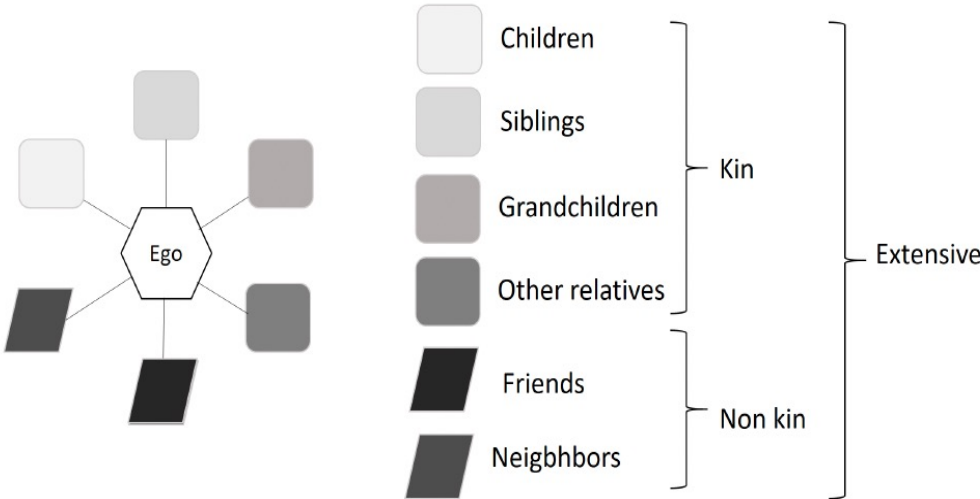 Ego
Children
Siblings
Grandchildren
Other relatives
Kin
Friends
Neigbhbors
Non kin
Extensive